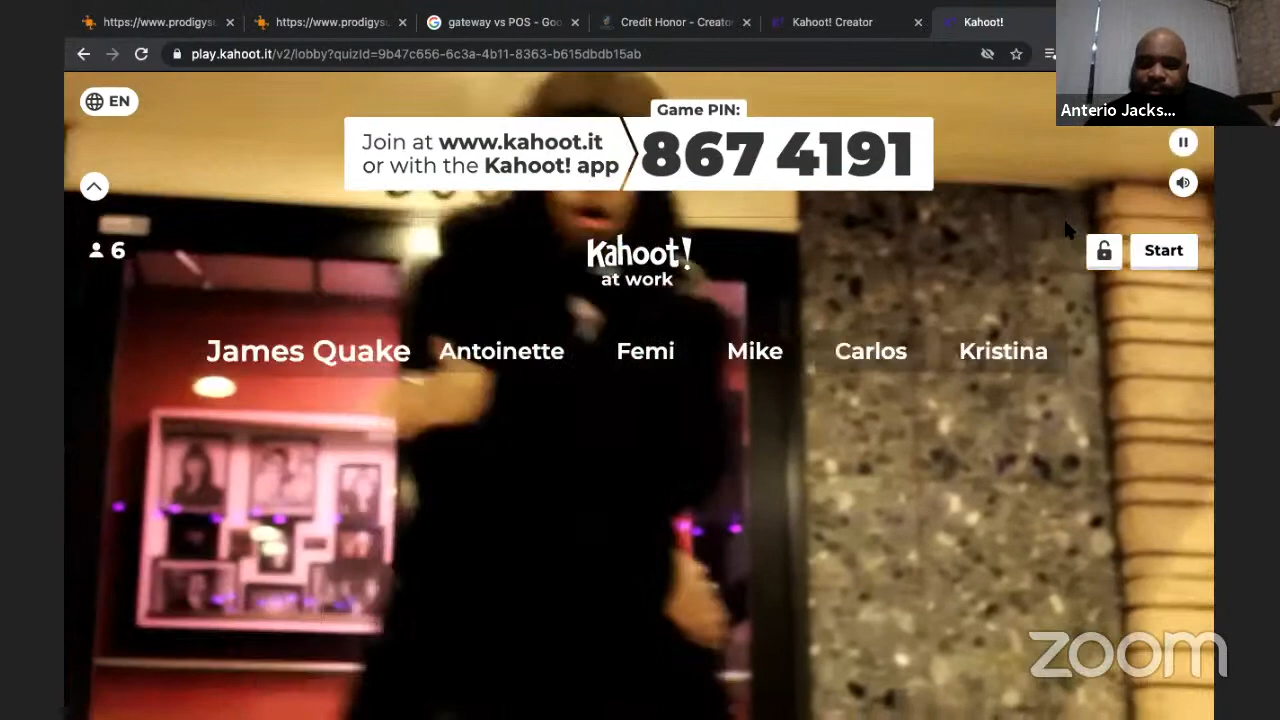 https://www.prodigysu
https://www.prodigysu
gateway vs POS - Goo
Credit Honor - Creato
Kahoot! Creator
Kahoot!
play.kahoot.it/v2/lobby?quizId=9b47c656-6c3a-4b11-8363-b615dbdb15ab
Anterio Jacks...
EN
Game PIN:
Join at www.kahoot.it
or with the Kahoot! app
867 4191
6
Kahoot!
at work
Start
James Quake Antoinette Femi Mike Carlos Kristina
zoom